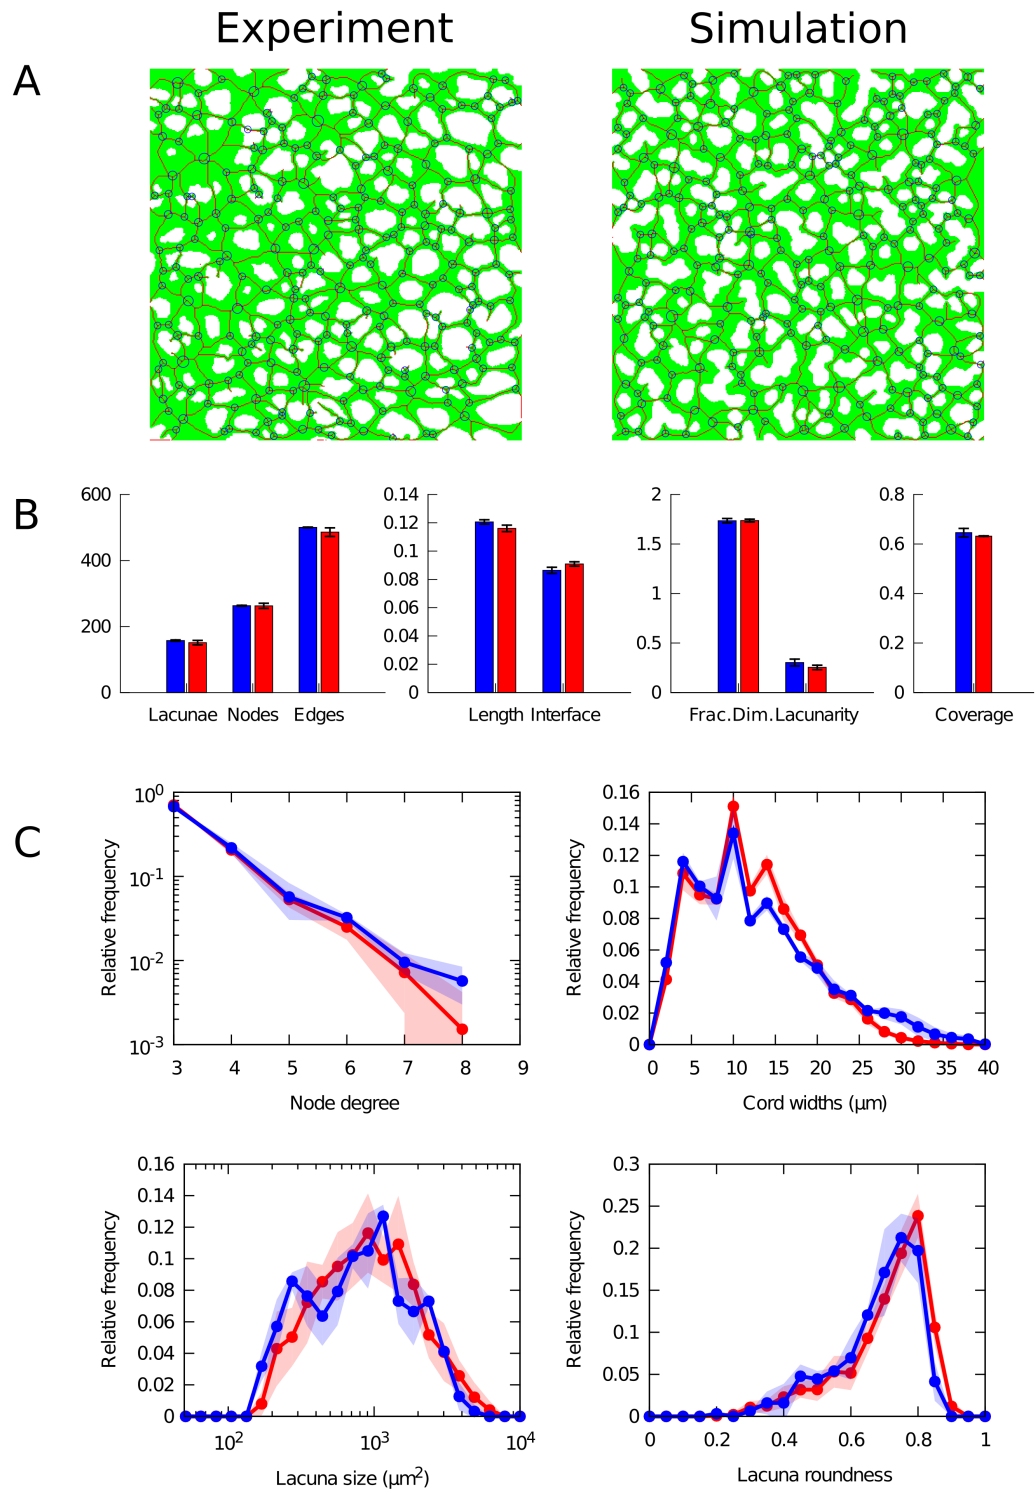 Experiment Simulation
A
B
600
400
200
0
Lacunae Nodes Edges
0.14
0.12
0.1
0.08
0.06
0.04
0.02
0
Length Interface
2
1.5
1
0.5
0
Frac.Dim. Lacunarity
0.8
0.6
0.4
0.2
0
Coverage
C
Relative frequency
10^0
10^-1
10^-2
10^-3
3 4 5 6 7 8 9
Node degree
Relative frequency
0.16
0.14
0.12
0.1
0.08
0.06
0.04
0.02
0
0 5 10 15 20 25 30 35 40
Cord widths (µm)
Relative frequency
0.16
0.14
0.12
0.1
0.08
0.06
0.04
0.02
0
10^2 10^3 10^4
Lacuna size (µm^2)
Relative frequency
0.3
0.25
0.2
0.15
0.1
0.05
0
0 0.2 0.4 0.6 0.8 1
Lacuna roundness